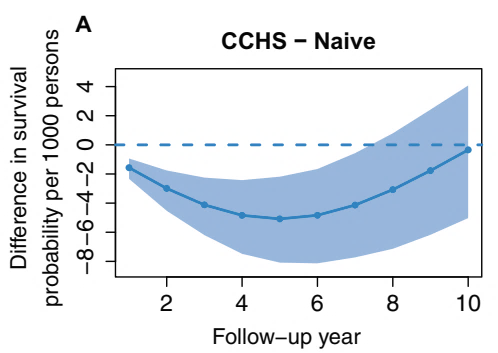 A
CCHS − Naive
Difference in survival
probability per 1000 persons
4
2
0
−2
−4
−6
−8
2
4
6
8
10
Follow−up year